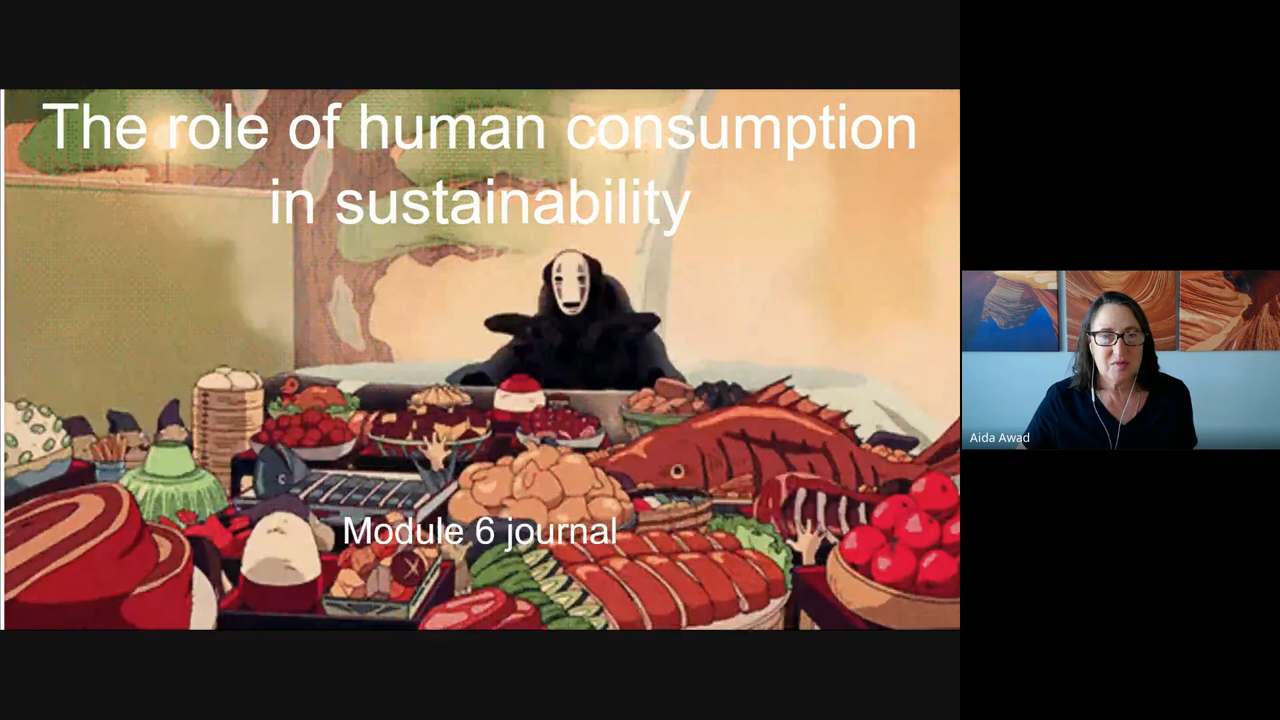 The role of human consumption
in sustainability
Module 6 journal
Aida Awad